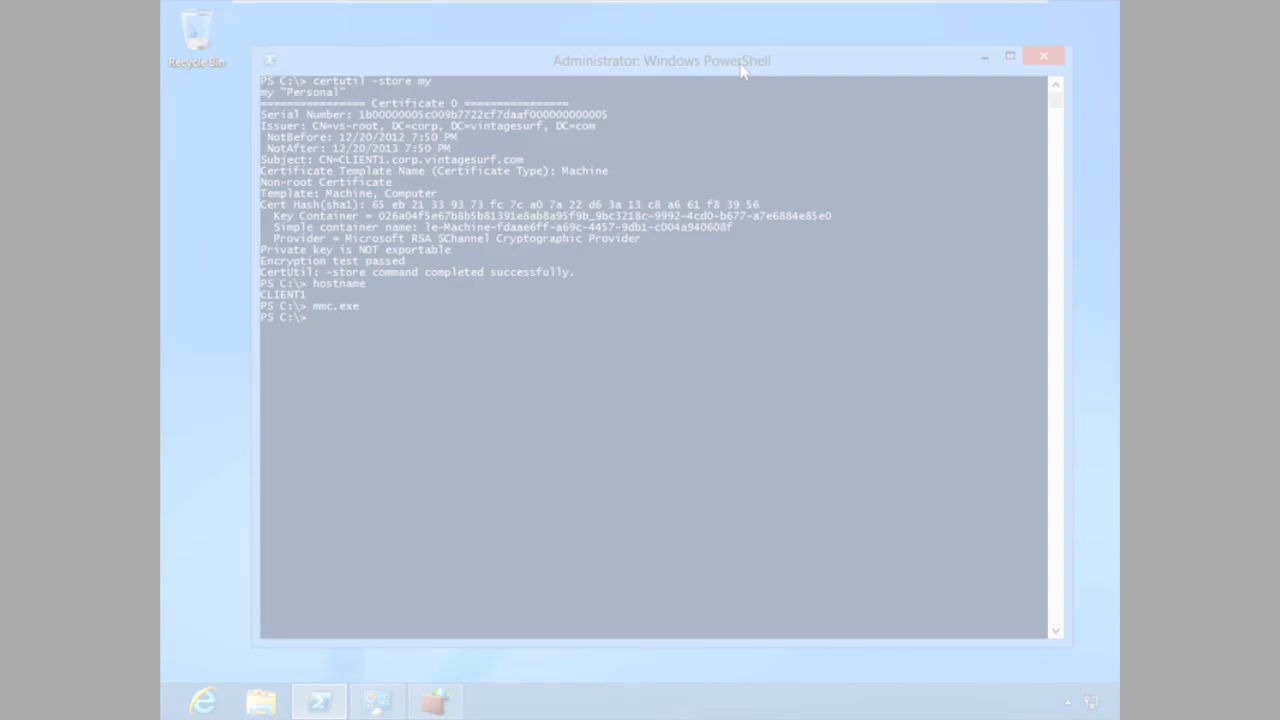 Recycle Bin
Administrator: Windows PowerShell
PS C:\> certutil -store my
my "Personal"
================ Certificate 0 ================
Serial Number: 1b00000005c009b7722cf7daaf000000000005
Issuer: CN=vs-root, DC=corp, DC=vintagesurf, DC=com
NotBefore: 12/20/2012 7:50 PM
NotAfter: 12/20/2013 7:50 PM
Subject: CN=CLIENT1.corp.vintagesurf.com
Certificate Template Name (Certificate Type): Machine
Non-root Certificate
Template: Machine, Computer
Cert Hash(sha1): 65 eb 21 33 93 73 fc 7c a0 7a 22 d6 3a 13 c8 a6 61 f8 39 56
Key Container = 026a04f5e67b8b5b81391e8ab8a95f9b_9bc3218c-9992-4cd0-b677-a7e6884e85e0
Simple container name: le-Machine-fdaae6ff-a69c-4457-9db1-c004a940608f
Provider = Microsoft RSA SChannel Cryptographic Provider
Private key is NOT exportable
Encryption test passed
CertUtil: -store command completed successfully.
PS C:\> hostname
CLIENT1
PS C:\> mmc.exe
PS C:\>